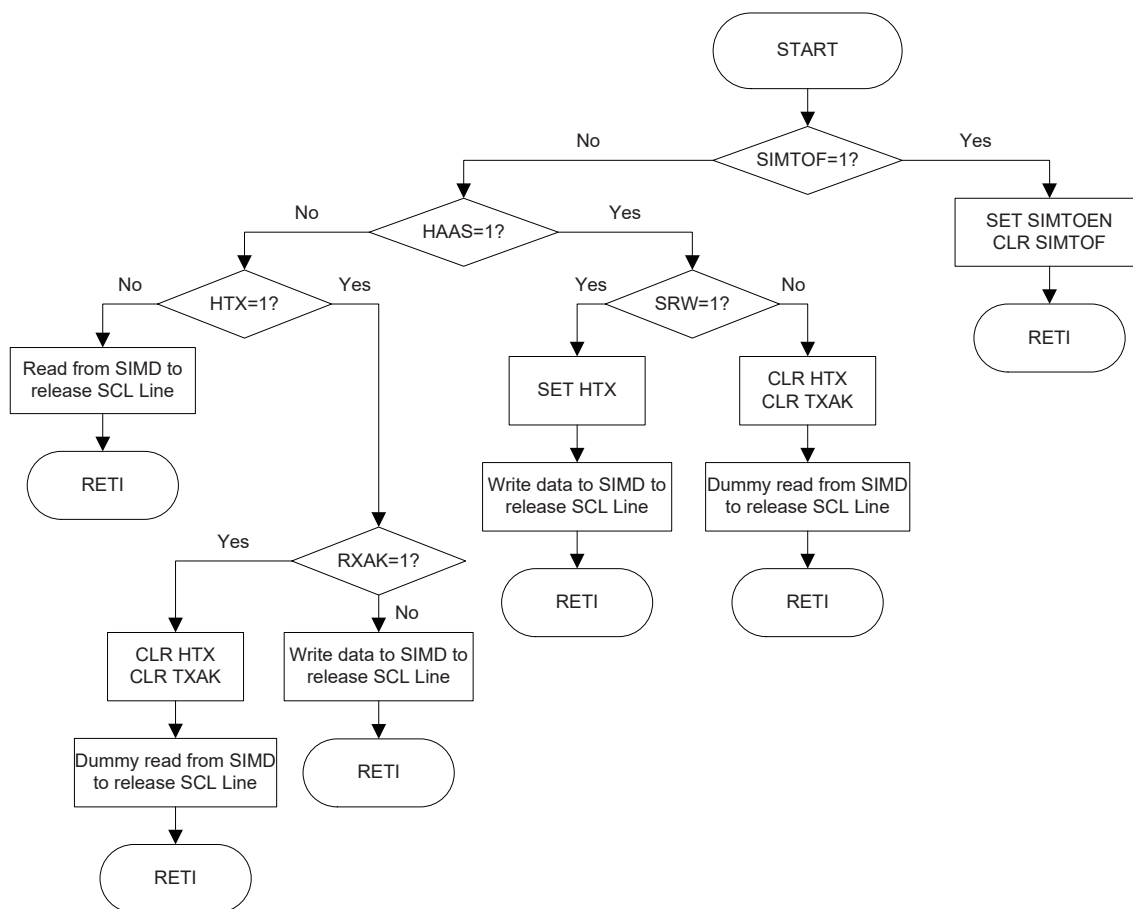 START
No
Yes
SIMTOF=1?
No
Yes
SET SIMTOEN
CLR SIMTOF
HAAS=1?
No
Yes
Yes
No
HTX=1?
SRW=1?
RETI
Read from SIMD to
release SCL Line
SET HTX
CLR HTX
CLR TXAK
RETI
Write data to SIMD to
release SCL Line
Dummy read from SIMD
to release SCL Line
Yes
RXAK=1?
RETI
RETI
No
CLR HTX
CLR TXAK
Write data to SIMD to
release SCL Line
Dummy read from SIMD
to release SCL Line
RETI
RETI